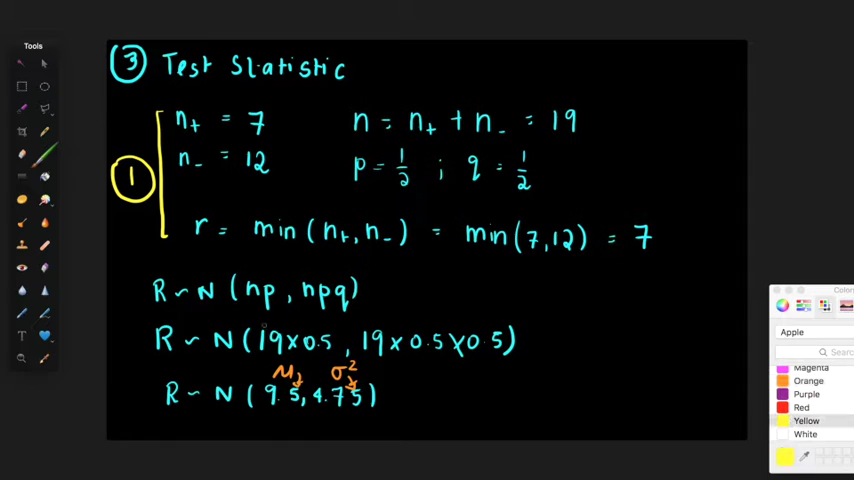 Tools
③ Test Statistic
n₊ = 7 n = n₊ + n₋ = 19
① n₋ = 12 p = 1/2 ; q = 1/2
r = min(n₊, n₋) = min(7,12) = 7
R ~ N (np, npq)
R ~ N (19×0.5, 19×0.5×0.5)
μ σ²
R ~ N (9.5, 4.75)
Colors
Apple
Search
Magenta
Orange
Purple
Red
Yellow
White